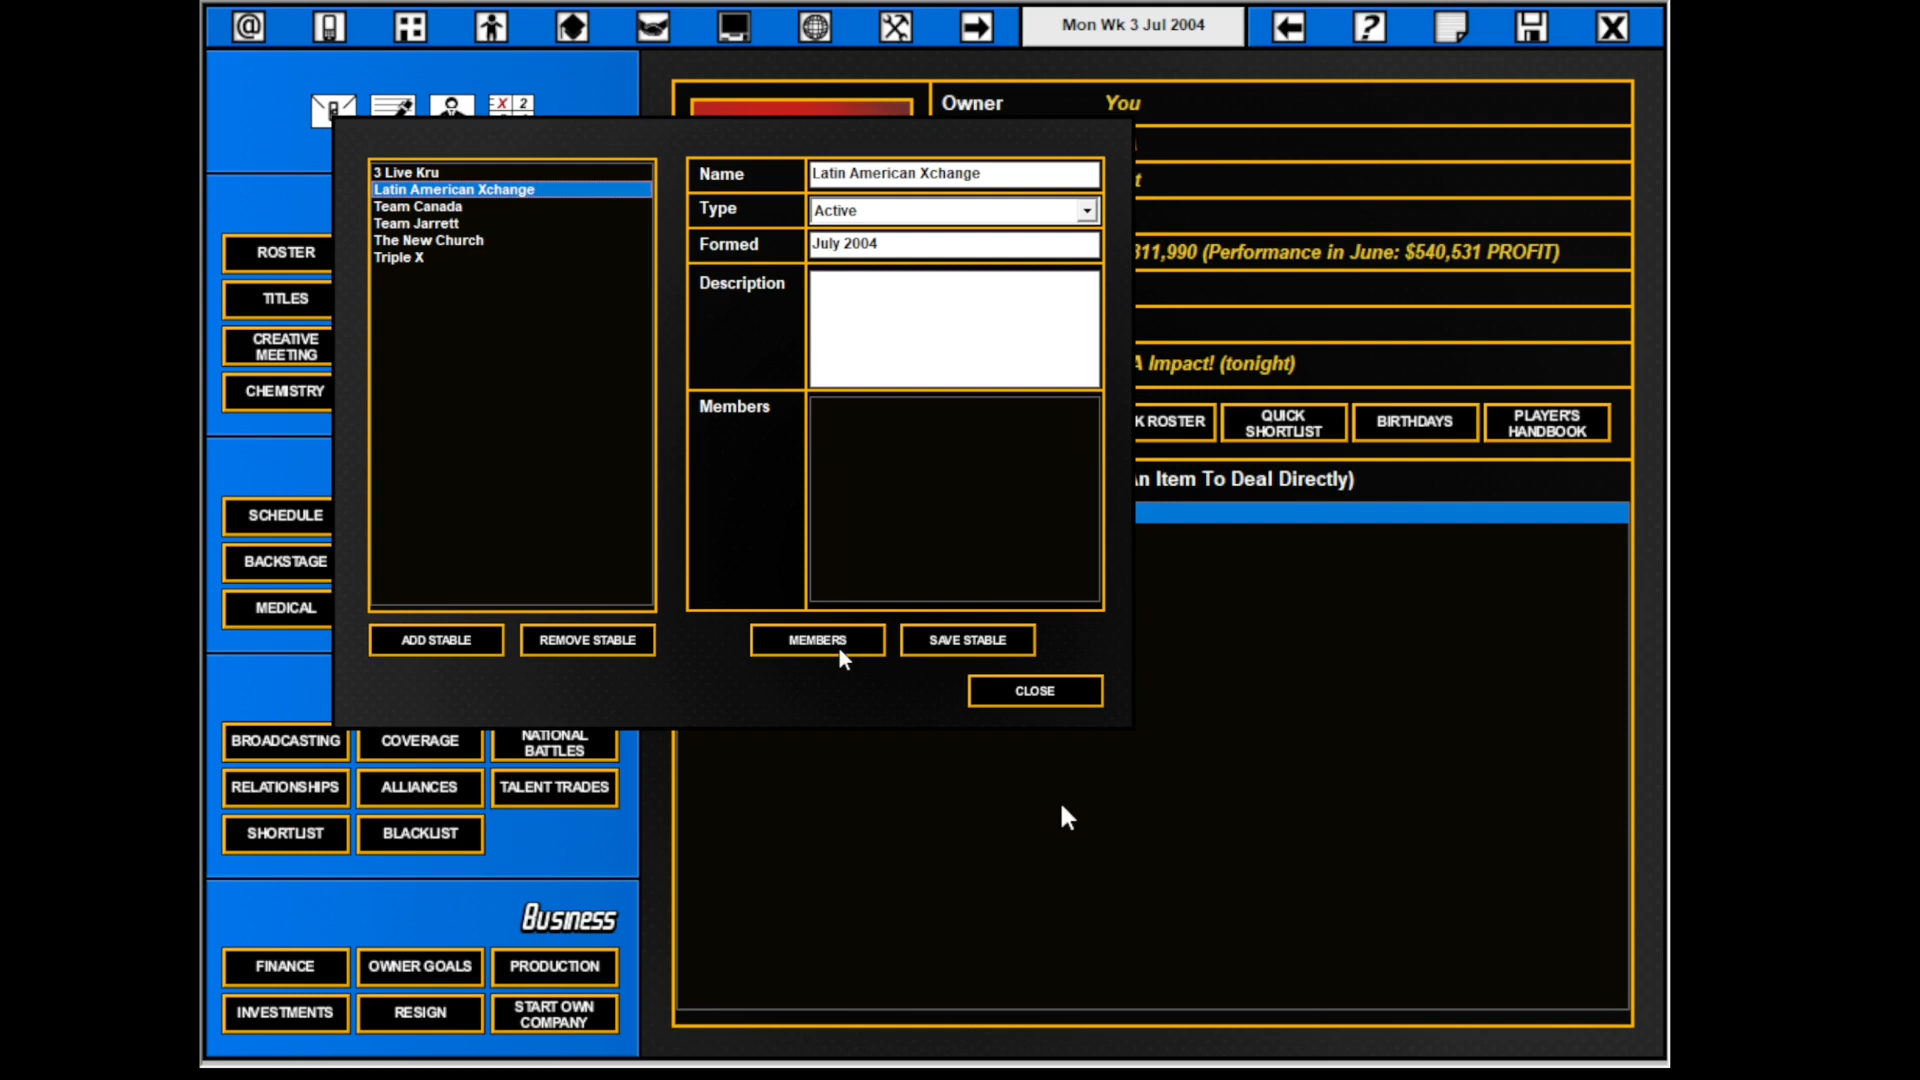 @
?
X
Mon Wk 3 Jul 2004
X 2
Owner
You
3 Live Kru
Latin American Xchange
Team Canada
Team Jarrett
The New Church
Triple X
Name
Latin American Xchange
Type
Active
Formed
July 2004
Description
Members
ADD STABLE
REMOVE STABLE
MEMBERS
SAVE STABLE
CLOSE
311,990 (Performance in June: $540,531 PROFIT)
A Impact! (tonight)
K ROSTER
QUICK
SHORTLIST
BIRTHDAYS
PLAYER'S
HANDBOOK
An Item To Deal Directly)
ROSTER
TITLES
CREATIVE
MEETING
CHEMISTRY
SCHEDULE
BACKSTAGE
MEDICAL
BROADCASTING
COVERAGE
NATIONAL
BATTLES
RELATIONSHIPS
ALLIANCES
TALENT TRADES
SHORTLIST
BLACKLIST
Business
FINANCE
OWNER GOALS
PRODUCTION
INVESTMENTS
RESIGN
START OWN
COMPANY